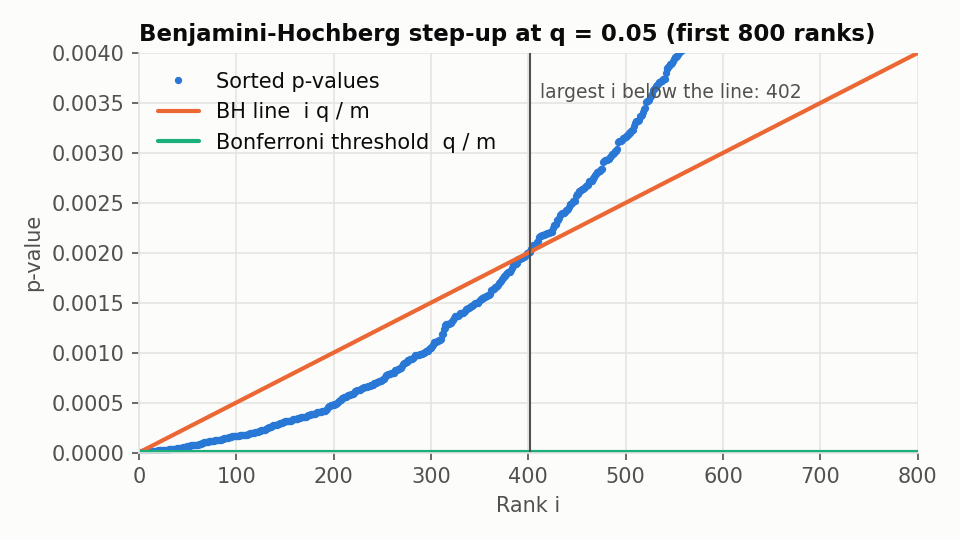 Benjamini-Hochberg step-up at q = 0.05 (first 800 ranks)
0.0040
0.0035
0.0030
0.0025
0.0020
0.0015
0.0010
0.0005
0.0000
p-value
Sorted p-values
BH line  i q / m
Bonferroni threshold  q / m
largest i below the line: 402
0 100 200 300 400 500 600 700 800
Rank i